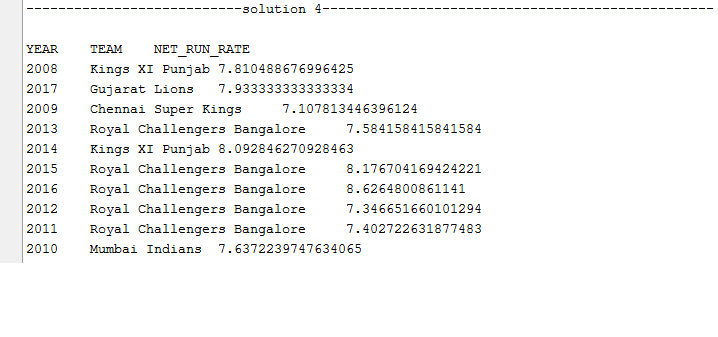 ---------------------------solution 4-------------------------------------------------
YEAR    TEAM    NET_RUN_RATE
2008    Kings XI Punjab 7.810488676996425
2017    Gujarat Lions   7.933333333333334
2009    Chennai Super Kings     7.107813446396124
2013    Royal Challengers Bangalore     7.584158415841584
2014    Kings XI Punjab 8.092846270928463
2015    Royal Challengers Bangalore     8.176704169424221
2016    Royal Challengers Bangalore     8.6264800861141
2012    Royal Challengers Bangalore     7.346651660101294
2011    Royal Challengers Bangalore     7.402722631877483
2010    Mumbai Indians  7.6372239747634065